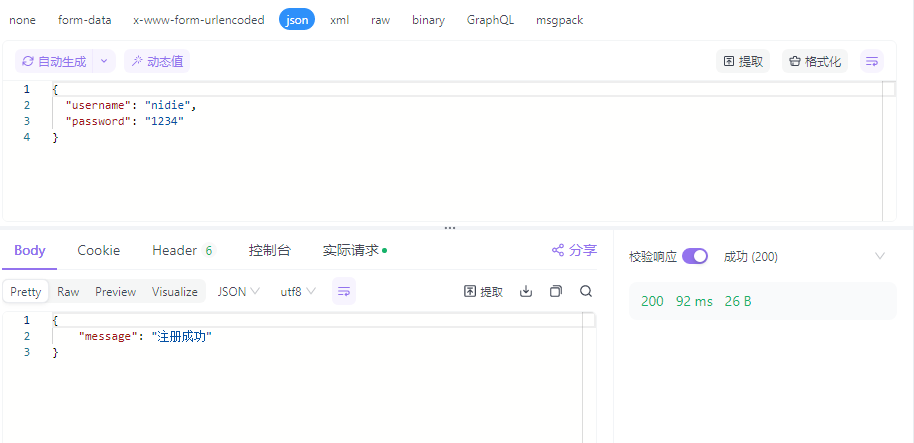 none form-data x-www-form-urlencoded json xml raw binary GraphQL msgpack
自动生成 动态值 提取 格式化
1 {
2 "username": "nidie",
3 "password": "1234"
4 }
Body Cookie Header 6 控制台 实际请求 分享
Pretty Raw Preview Visualize JSON utf8 提取
1 {
2 "message": "注册成功"
3 }
校验响应 成功 (200)
200 92 ms 26 B